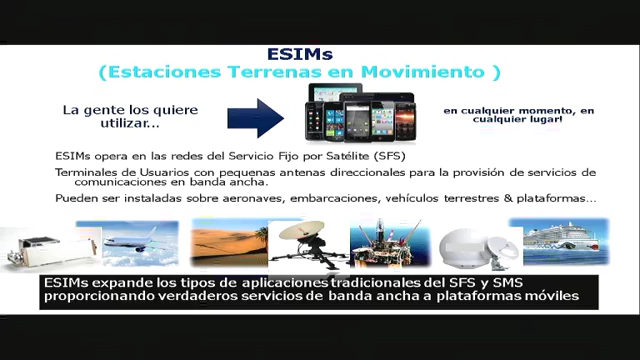 ESIMs
(Estaciones Terrenas en Movimiento )
La gente los quiere
utilizar...
en cualquier momento, en
cualquier lugar!
ESIMs opera en las redes del Servicio Fijo por Satélite (SFS)
Terminales de Usuarios con pequenas antenas direccionales para la provisión de servicios de
comunicaciones en banda ancha.
Pueden ser instaladas sobre aeronaves, embarcaciones, vehículos terrestres & plataformas...
ESIMs expande los tipos de aplicaciones tradicionales del SFS y SMS
proporcionando verdaderos servicios de banda ancha a plataformas móviles